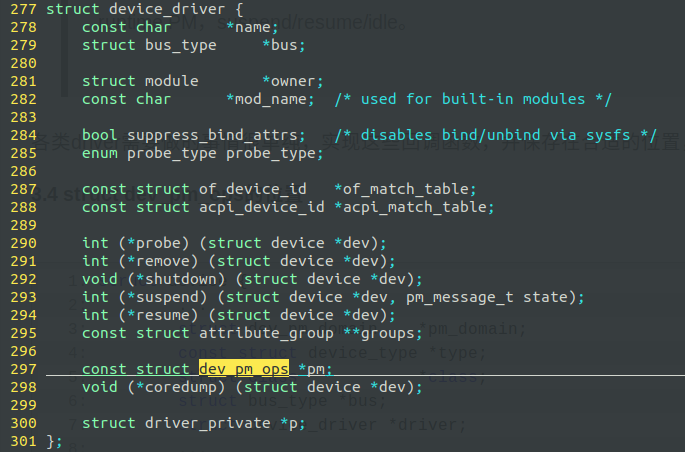 277 struct device_driver {
278     const char      *name;
279     struct bus_type     *bus;
280
281     struct module       *owner;
282     const char      *mod_name;  /* used for built-in modules */
283
284     bool suppress_bind_attrs;   /* disables bind/unbind via sysfs */
285     enum probe_type probe_type;
286
287     const struct of_device_id   *of_match_table;
288     const struct acpi_device_id *acpi_match_table;
289
290     int (*probe) (struct device *dev);
291     int (*remove) (struct device *dev);
292     void (*shutdown) (struct device *dev);
293     int (*suspend) (struct device *dev, pm_message_t state);
294     int (*resume) (struct device *dev);
295     const struct attribute_group **groups;
296
297     const struct dev_pm_ops *pm;
298     void (*coredump) (struct device *dev);
299
300     struct driver_private *p;
301 };